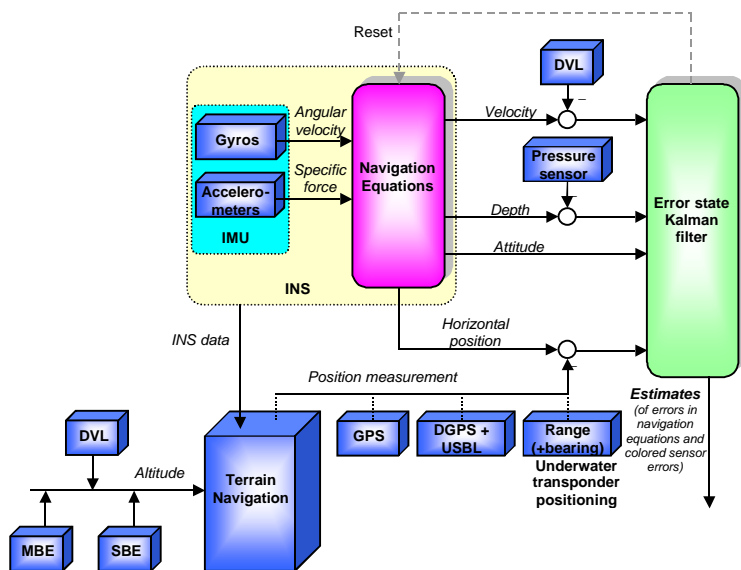 Reset
DVL
Angular
velocity
Velocity
Gyros
Navigation
Equations
Pressure
sensor
Specific
force
Accelero-
meters
Error state
Kalman
filter
Depth
IMU
Attitude
INS
Horizontal
position
INS data
Position measurement
Estimates
(of errors in
navigation
equations and
colored sensor
errors)
GPS
DGPS +
USBL
Range
(+bearing)
Underwater
transponder
positioning
DVL
Altitude
Terrain
Navigation
MBE
SBE